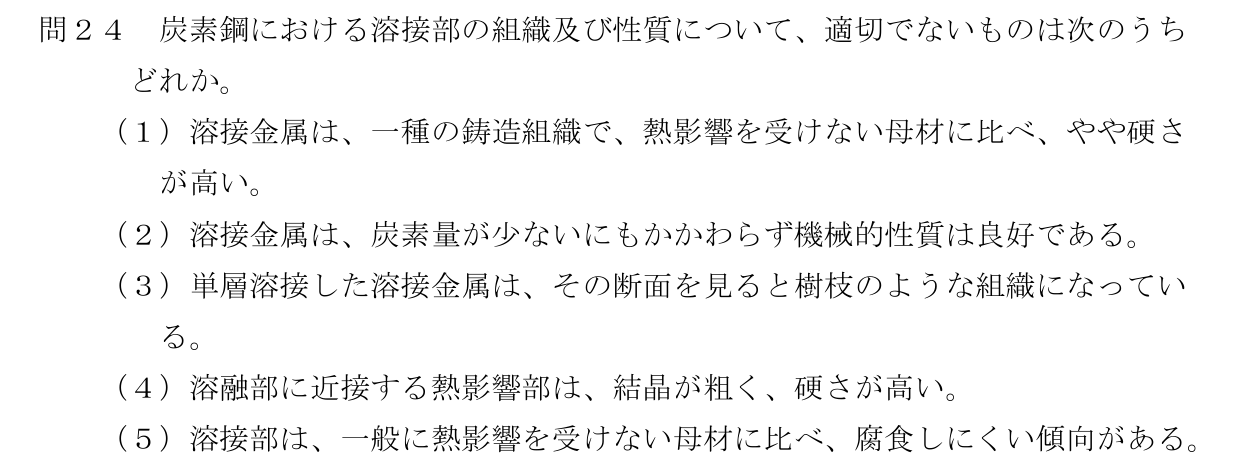 問２４　炭素鋼における溶接部の組織及び性質について、適切でないものは次のうち
どれか。
（１）溶接金属は、一種の鋳造組織で、熱影響を受けない母材に比べ、やや硬さ
が高い。
（２）溶接金属は、炭素量が少ないにもかかわらず機械的性質は良好である。
（３）単層溶接した溶接金属は、その断面を見ると樹枝のような組織になってい
る。
（４）溶融部に近接する熱影響部は、結晶が粗く、硬さが高い。
（５）溶接部は、一般に熱影響を受けない母材に比べ、腐食しにくい傾向がある。